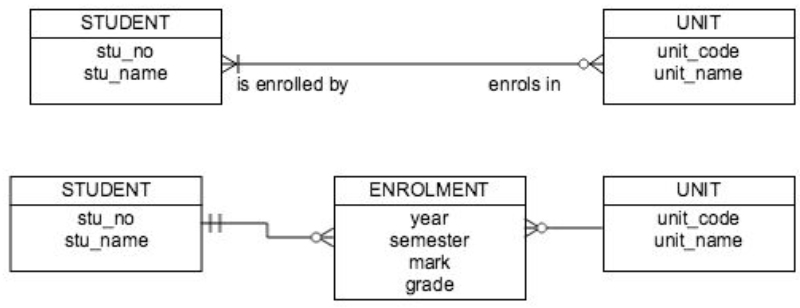 STUDENT
stu_no
stu_name
is enrolled by
enrols in
UNIT
unit_code
unit_name
STUDENT
stu_no
stu_name
ENROLMENT
year
semester
mark
grade
UNIT
unit_code
unit_name